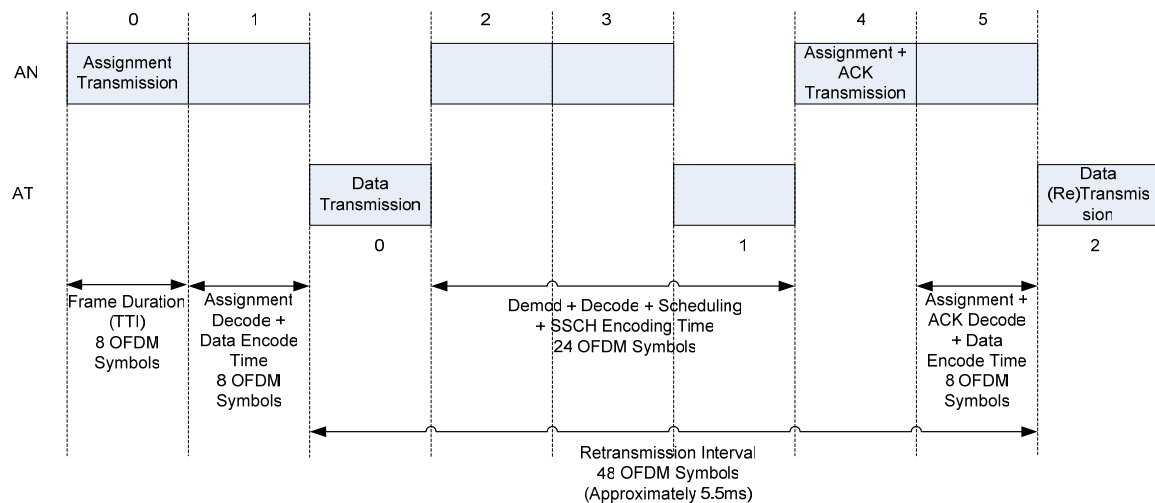 0
1
2
3
4
5
AN
Assignment
Transmission
Assignment +
ACK
Transmission
AT
Data
Transmission
Data
(Re)Transmis
sion
0
1
2
Frame Duration
(TTI)
8 OFDM
Symbols
Assignment
Decode +
Data Encode
Time
8 OFDM
Symbols
Demod + Decode + Scheduling
+ SSCH Encoding Time
24 OFDM Symbols
Assignment +
ACK Decode
+ Data
Encode Time
8 OFDM
Symbols
Retransmission Interval
48 OFDM Symbols
(Approximately 5.5ms)